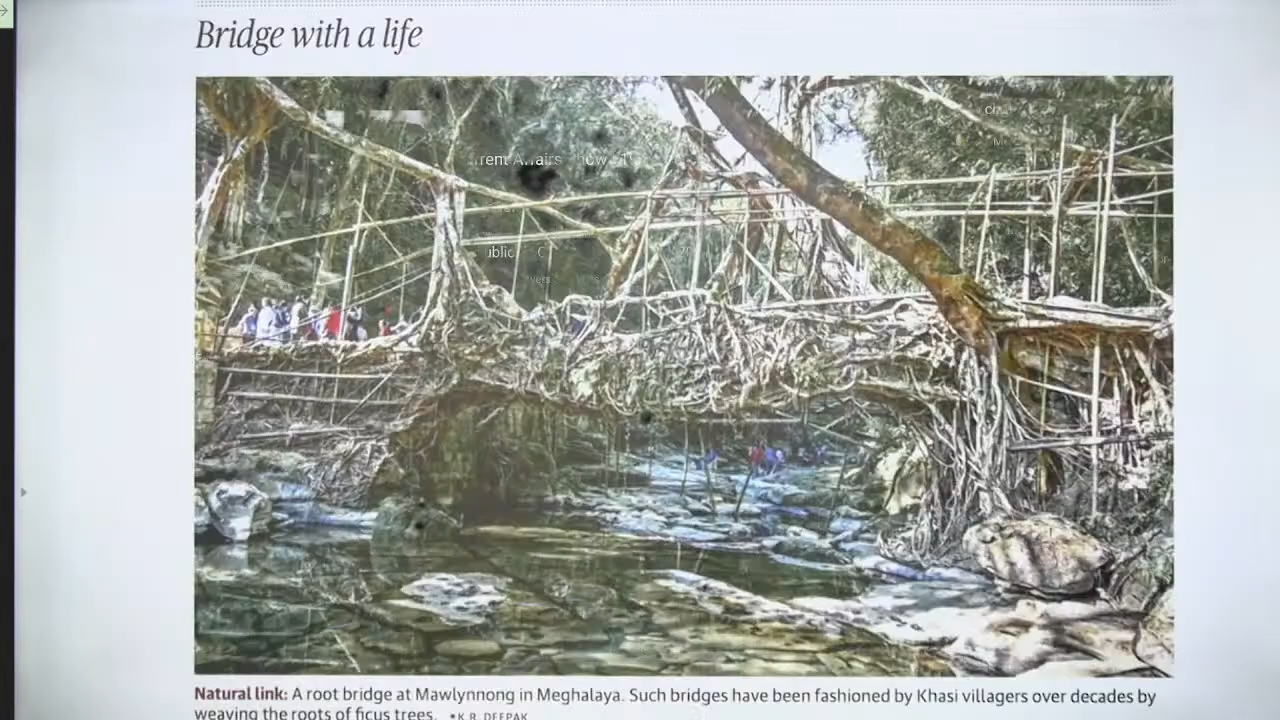 Bridge with a life
Natural link: A root bridge at Mawlynnong in Meghalaya. Such bridges have been fashioned by Khasi villagers over decades by
weaving the roots of ficus trees. •K.R. DEEPAK